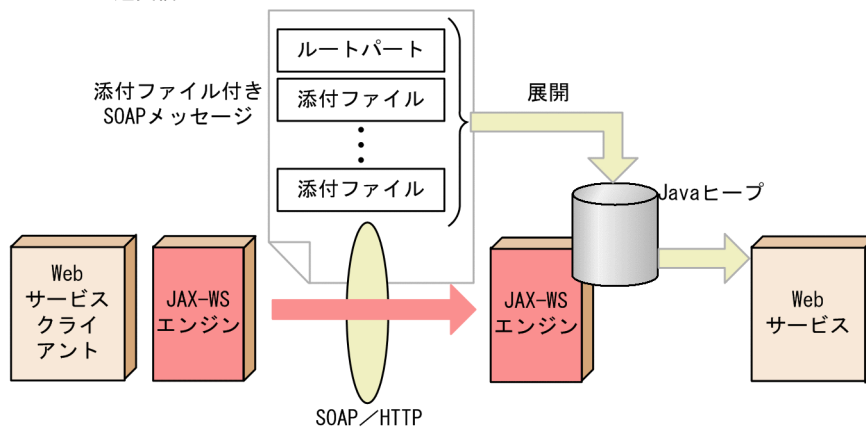 ルートパート
添付ファイル付き
SOAPメッセージ
添付ファイル
展開
添付ファイル
Javaヒープ
Web
サービス
クライ
アント
JAX-WS
エンジン
JAX-WS
エンジン
Web
サービス
SOAP／HTTP